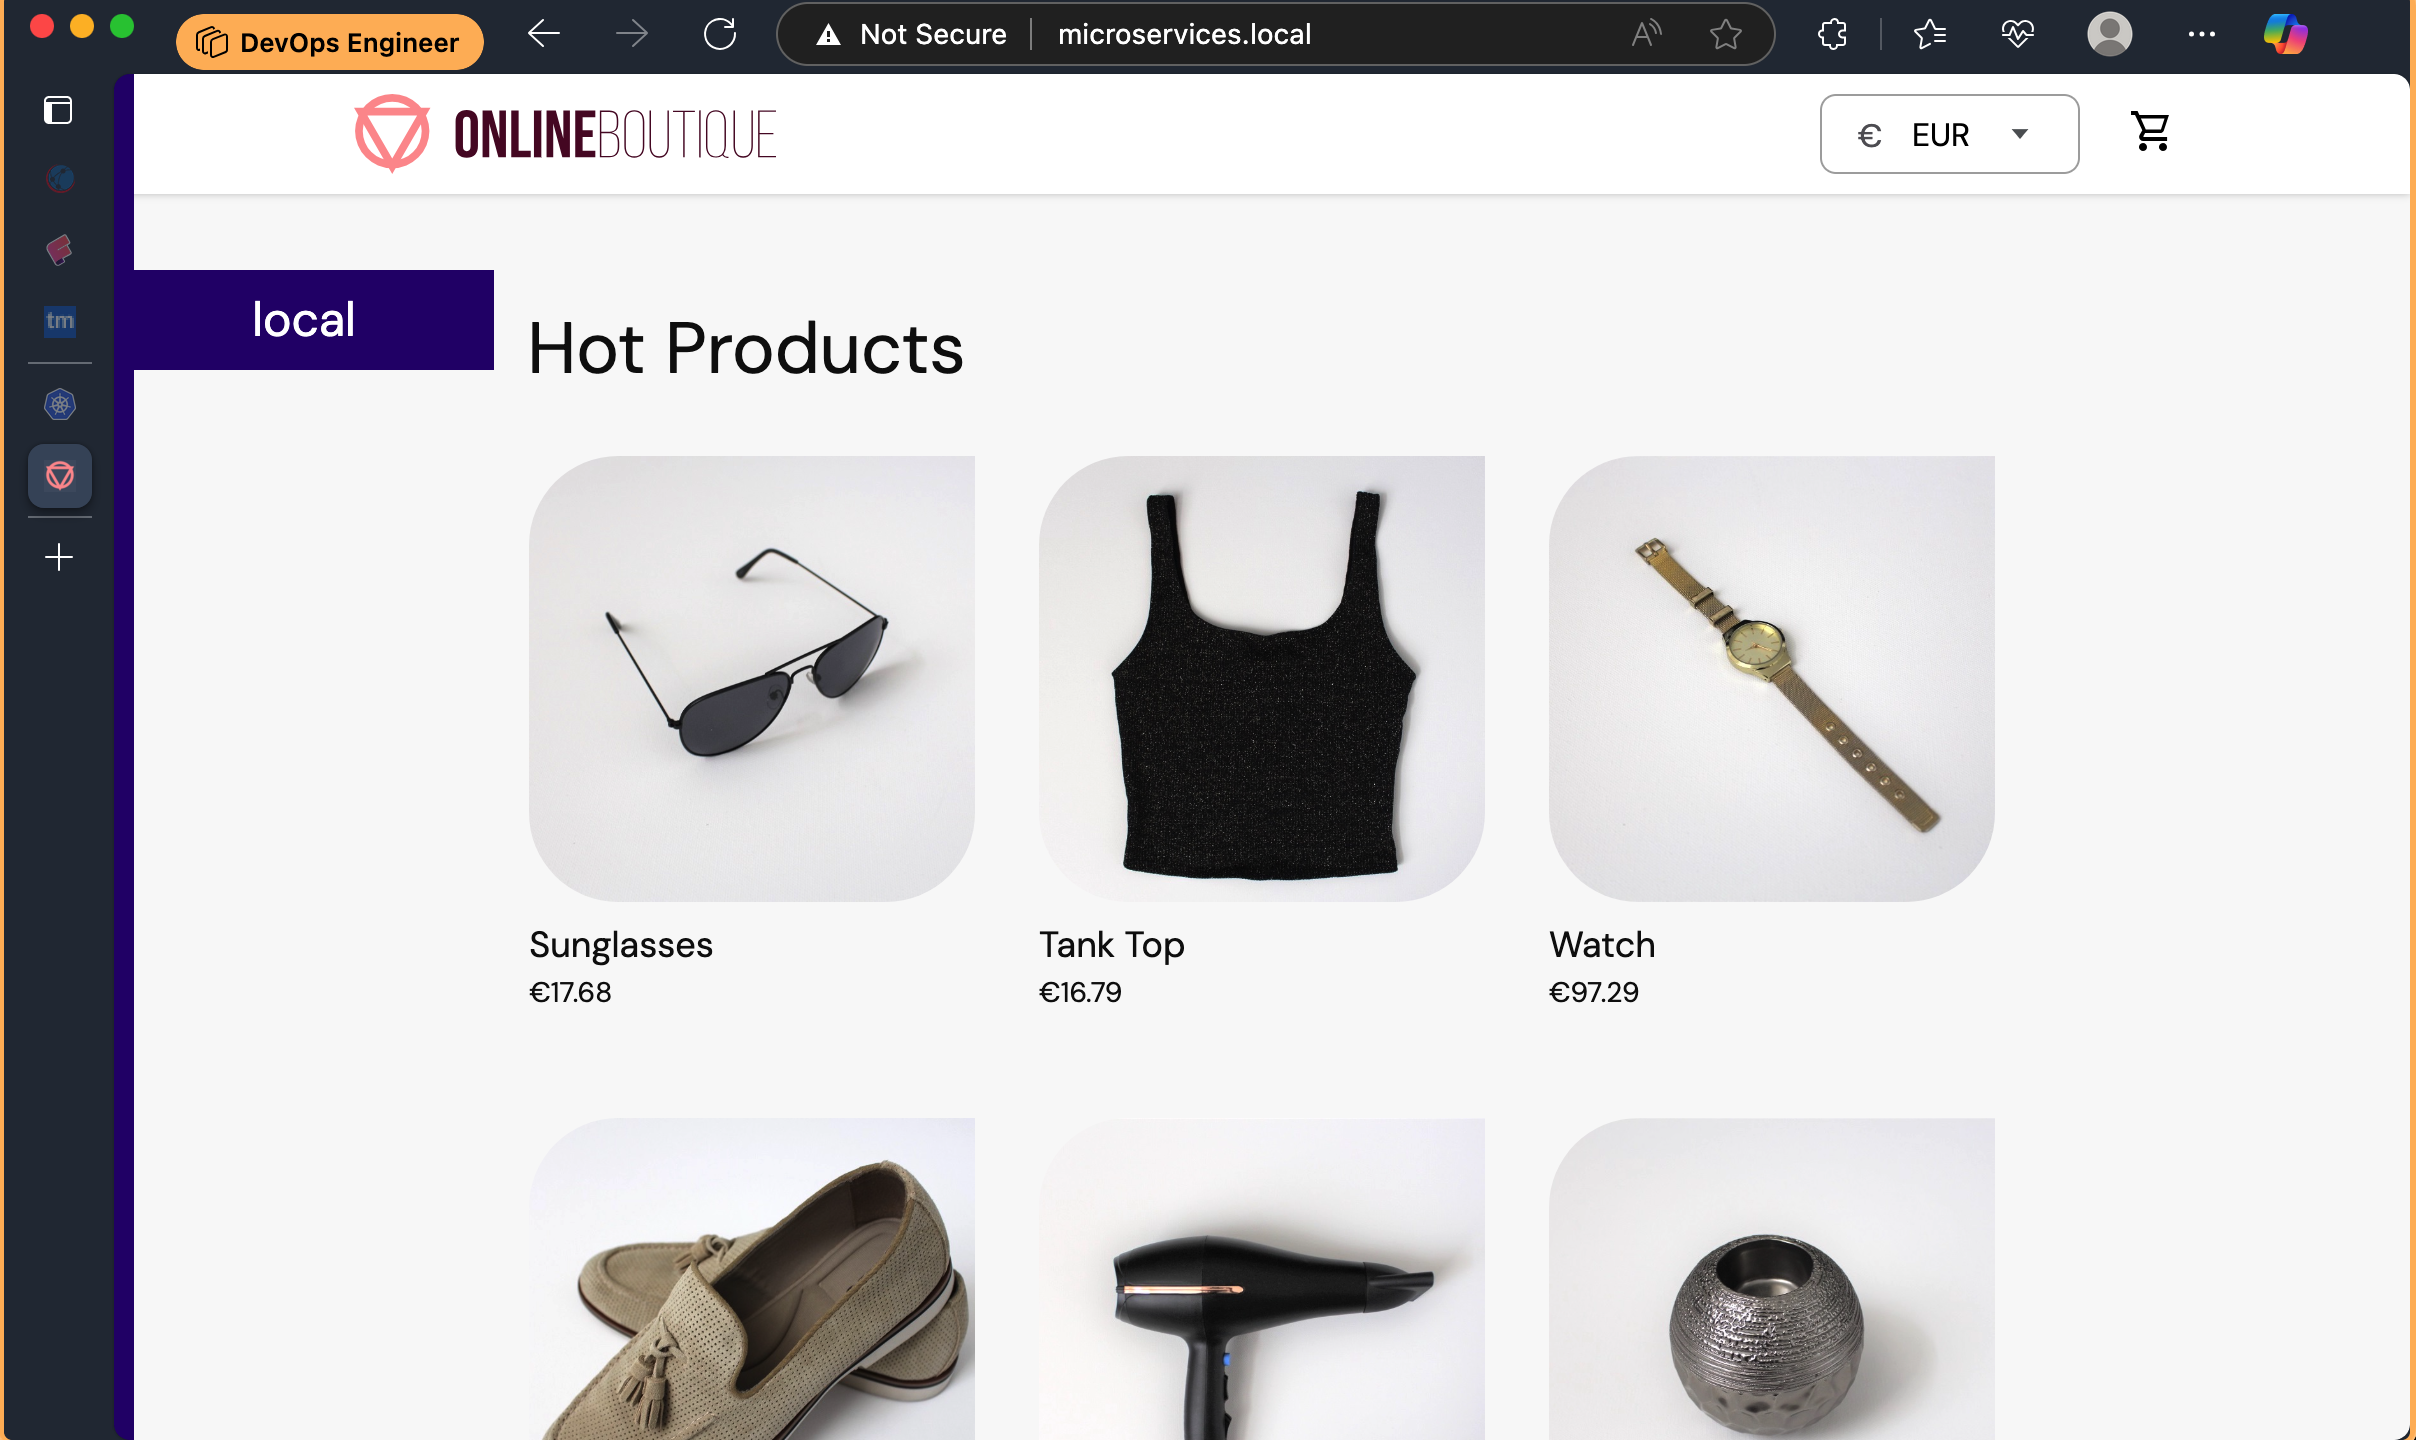 DevOps Engineer
Not Secure
microservices.local
ONLINEBOUTIQUE
€ EUR
tm
local
Hot Products
Sunglasses
€17.68
Tank Top
€16.79
Watch
€97.29